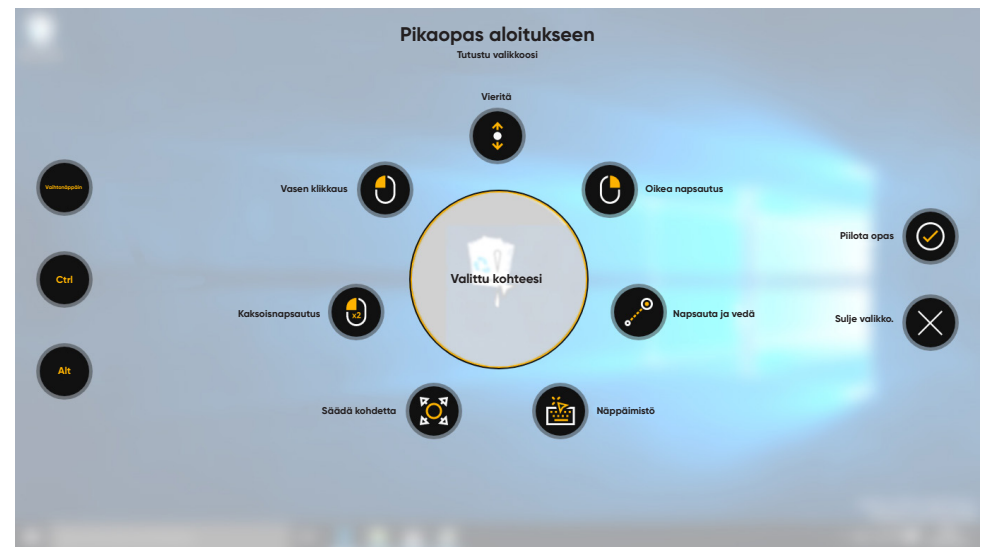 Pikaopas aloitukseen
Tutustu valikkoosi
Vieritä
Vaihtonäppäin
Vasen klikkaus
Oikea napsautus
Piilota opas
Ctrl
Valittu kohteesi
Kaksoisnapsautus
x2
Napsauta ja vedä
Sulje valikko.
Alt
Säädä kohdetta
Näppäimistö